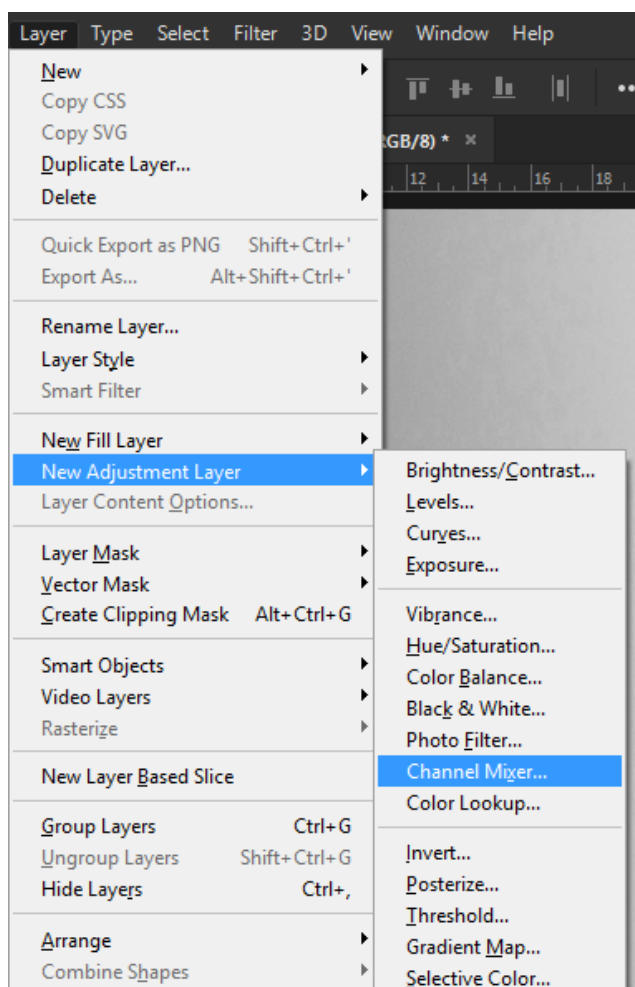 Layer Type Select Filter 3D View Window Help
New
Copy CSS
Copy SVG
Duplicate Layer...
Delete
Quick Export as PNG Shift+Ctrl+'
Export As... Alt+Shift+Ctrl+'
Rename Layer...
Layer Style
Smart Filter
New Fill Layer
New Adjustment Layer
Layer Content Options...
Layer Mask
Vector Mask
Create Clipping Mask Alt+Ctrl+G
Smart Objects
Video Layers
Rasterize
New Layer Based Slice
Group Layers Ctrl+G
Ungroup Layers Shift+Ctrl+G
Hide Layers Ctrl+,
Arrange
Combine Shapes
RGB/8) * ×
12 14 16 18
Brightness/Contrast...
Levels...
Curves...
Exposure...
Vibrance...
Hue/Saturation...
Color Balance...
Black & White...
Photo Filter...
Channel Mixer...
Color Lookup...
Invert...
Posterize...
Threshold...
Gradient Map...
Selective Color...